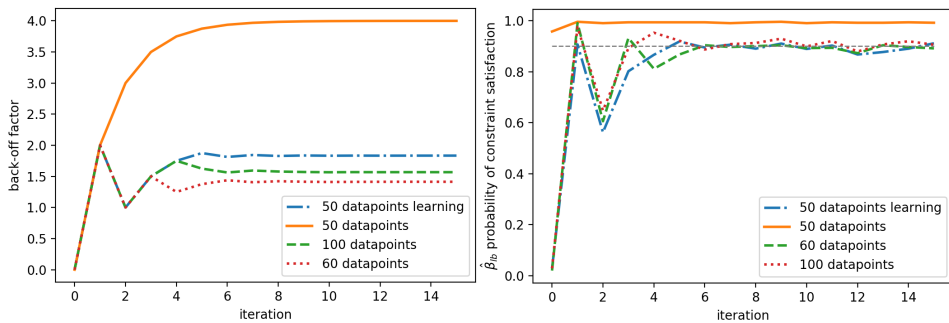 4.0
3.5
3.0
2.5
2.0
1.5
1.0
0.5
0.0
back-off factor
0 2 4 6 8 10 12 14
iteration
50 datapoints learning
50 datapoints
100 datapoints
60 datapoints
1.0
0.8
0.6
0.4
0.2
0.0
β̂lb probability of constraint satisfaction
0 2 4 6 8 10 12 14
iteration
50 datapoints learning
50 datapoints
60 datapoints
100 datapoints